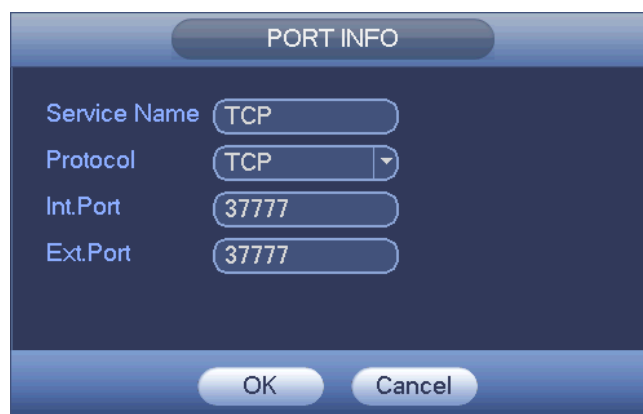 PORT INFO
Service Name TCP
Protocol TCP
Int.Port 37777
Ext.Port 37777
OK Cancel